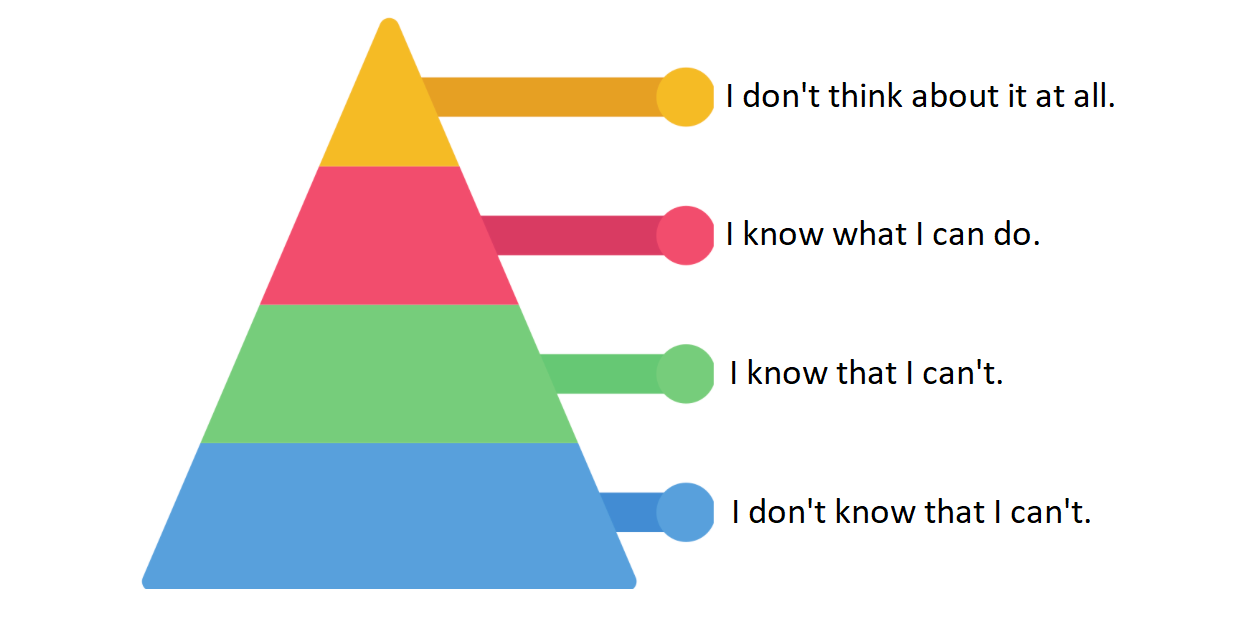 I don't think about it at all.
I know what I can do.
I know that I can't.
I don't know that I can't.